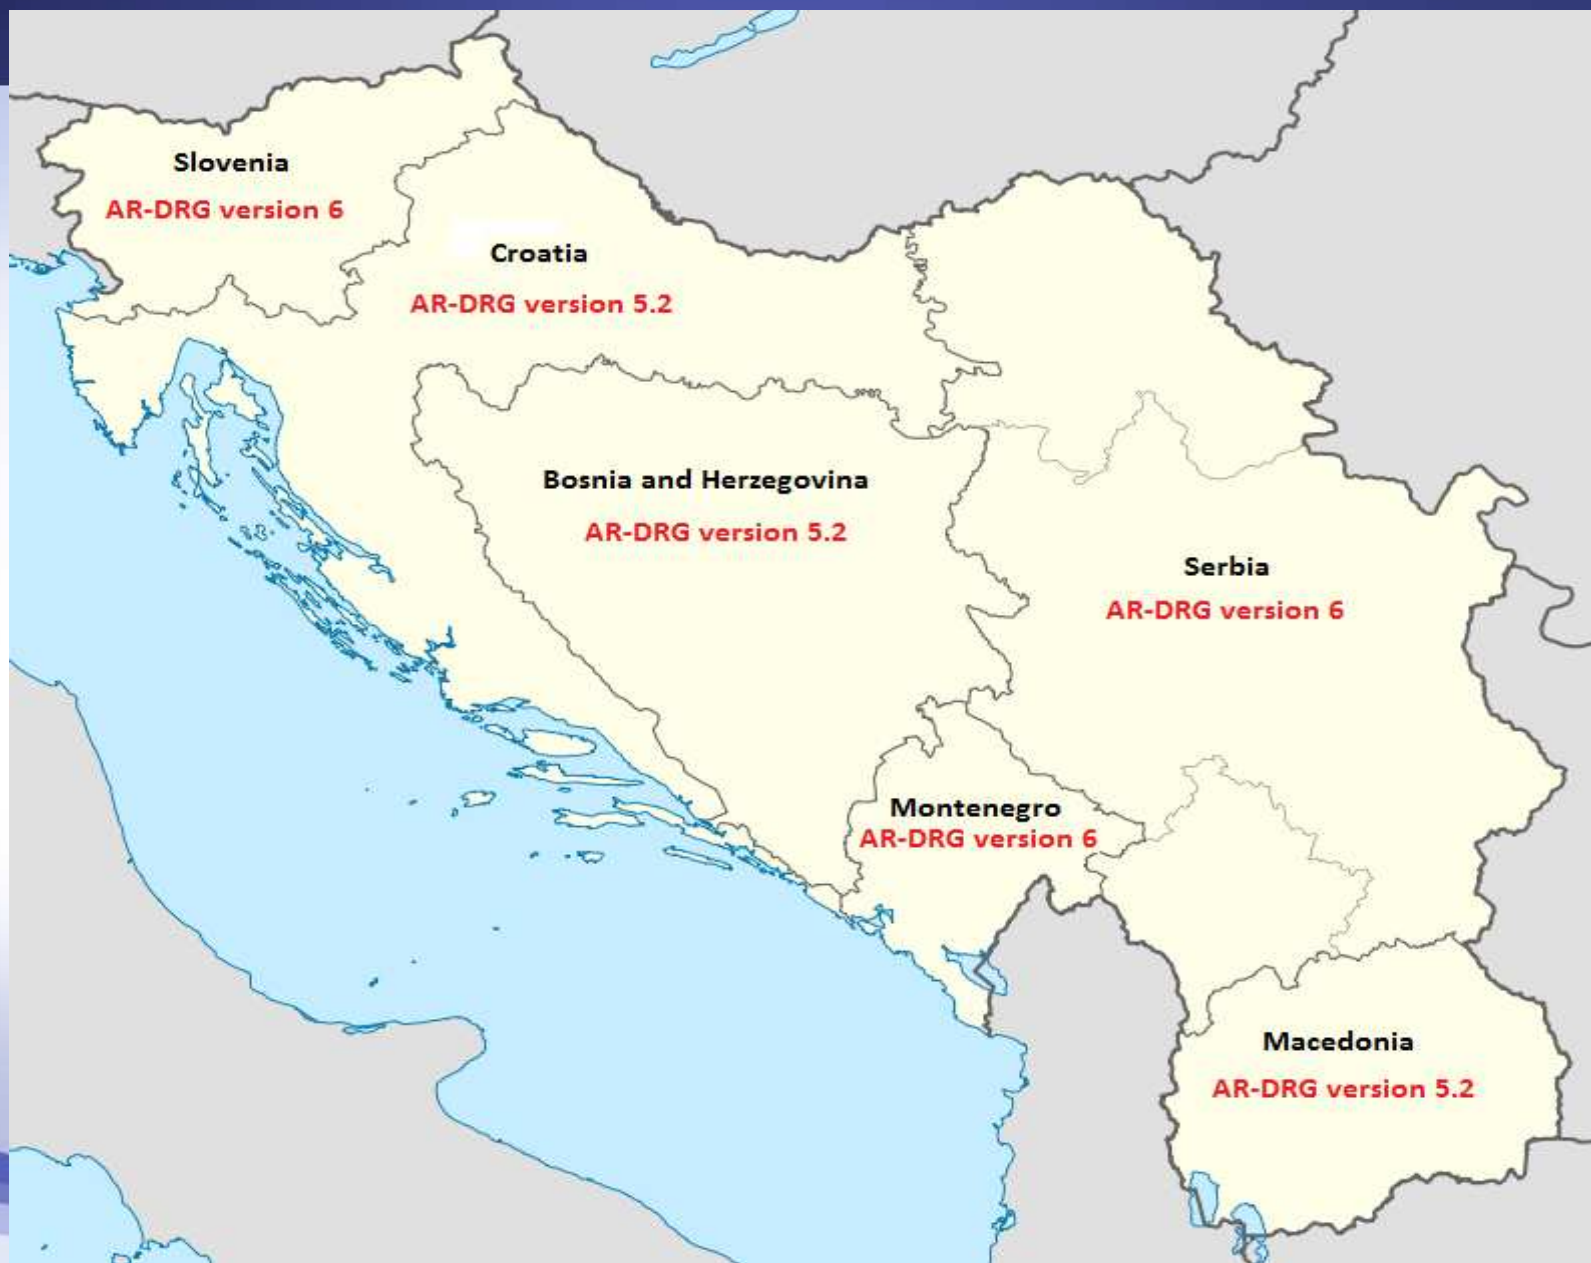 Slovenia
AR-DRG version 6
Croatia
AR-DRG version 5.2
Bosnia and Herzegovina
AR-DRG version 5.2
Serbia
AR-DRG version 6
Montenegro
AR-DRG version 6
Macedonia
AR-DRG version 5.2